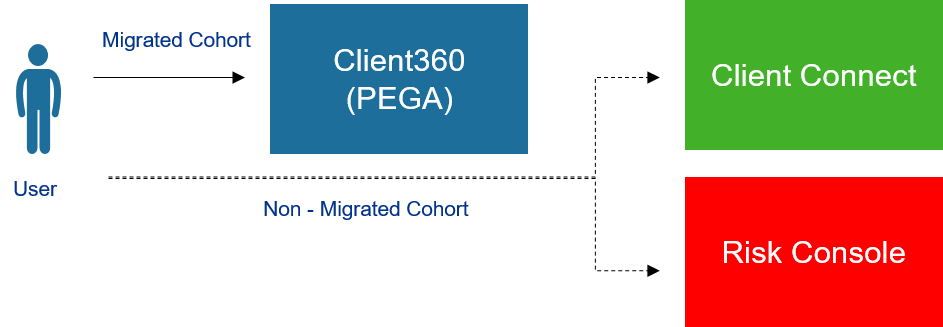 Migrated Cohort
Client360
(PEGA)
Client Connect
User
Non - Migrated Cohort
Risk Console